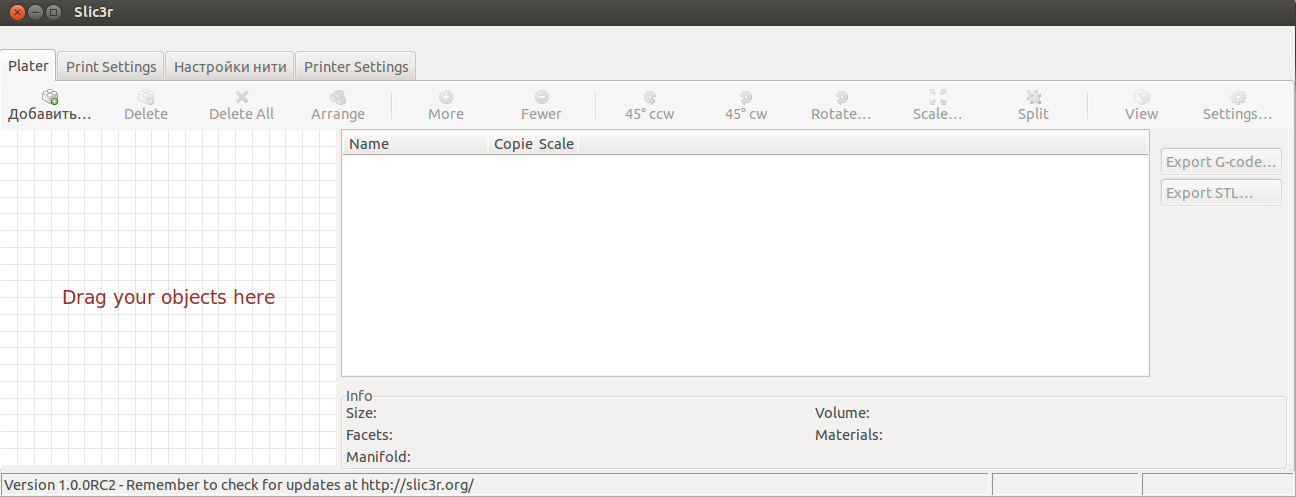 Slic3r
Plater Print Settings Настройки нити Printer Settings
Добавить... Delete Delete All Arrange More Fewer 45° ccw 45° cw Rotate... Scale... Split View Settings...
Name Copie Scale
Export G-code...
Export STL...
Drag your objects here
Info
Size: Volume:
Facets: Materials:
Manifold:
Version 1.0.0RC2 - Remember to check for updates at http://slic3r.org/